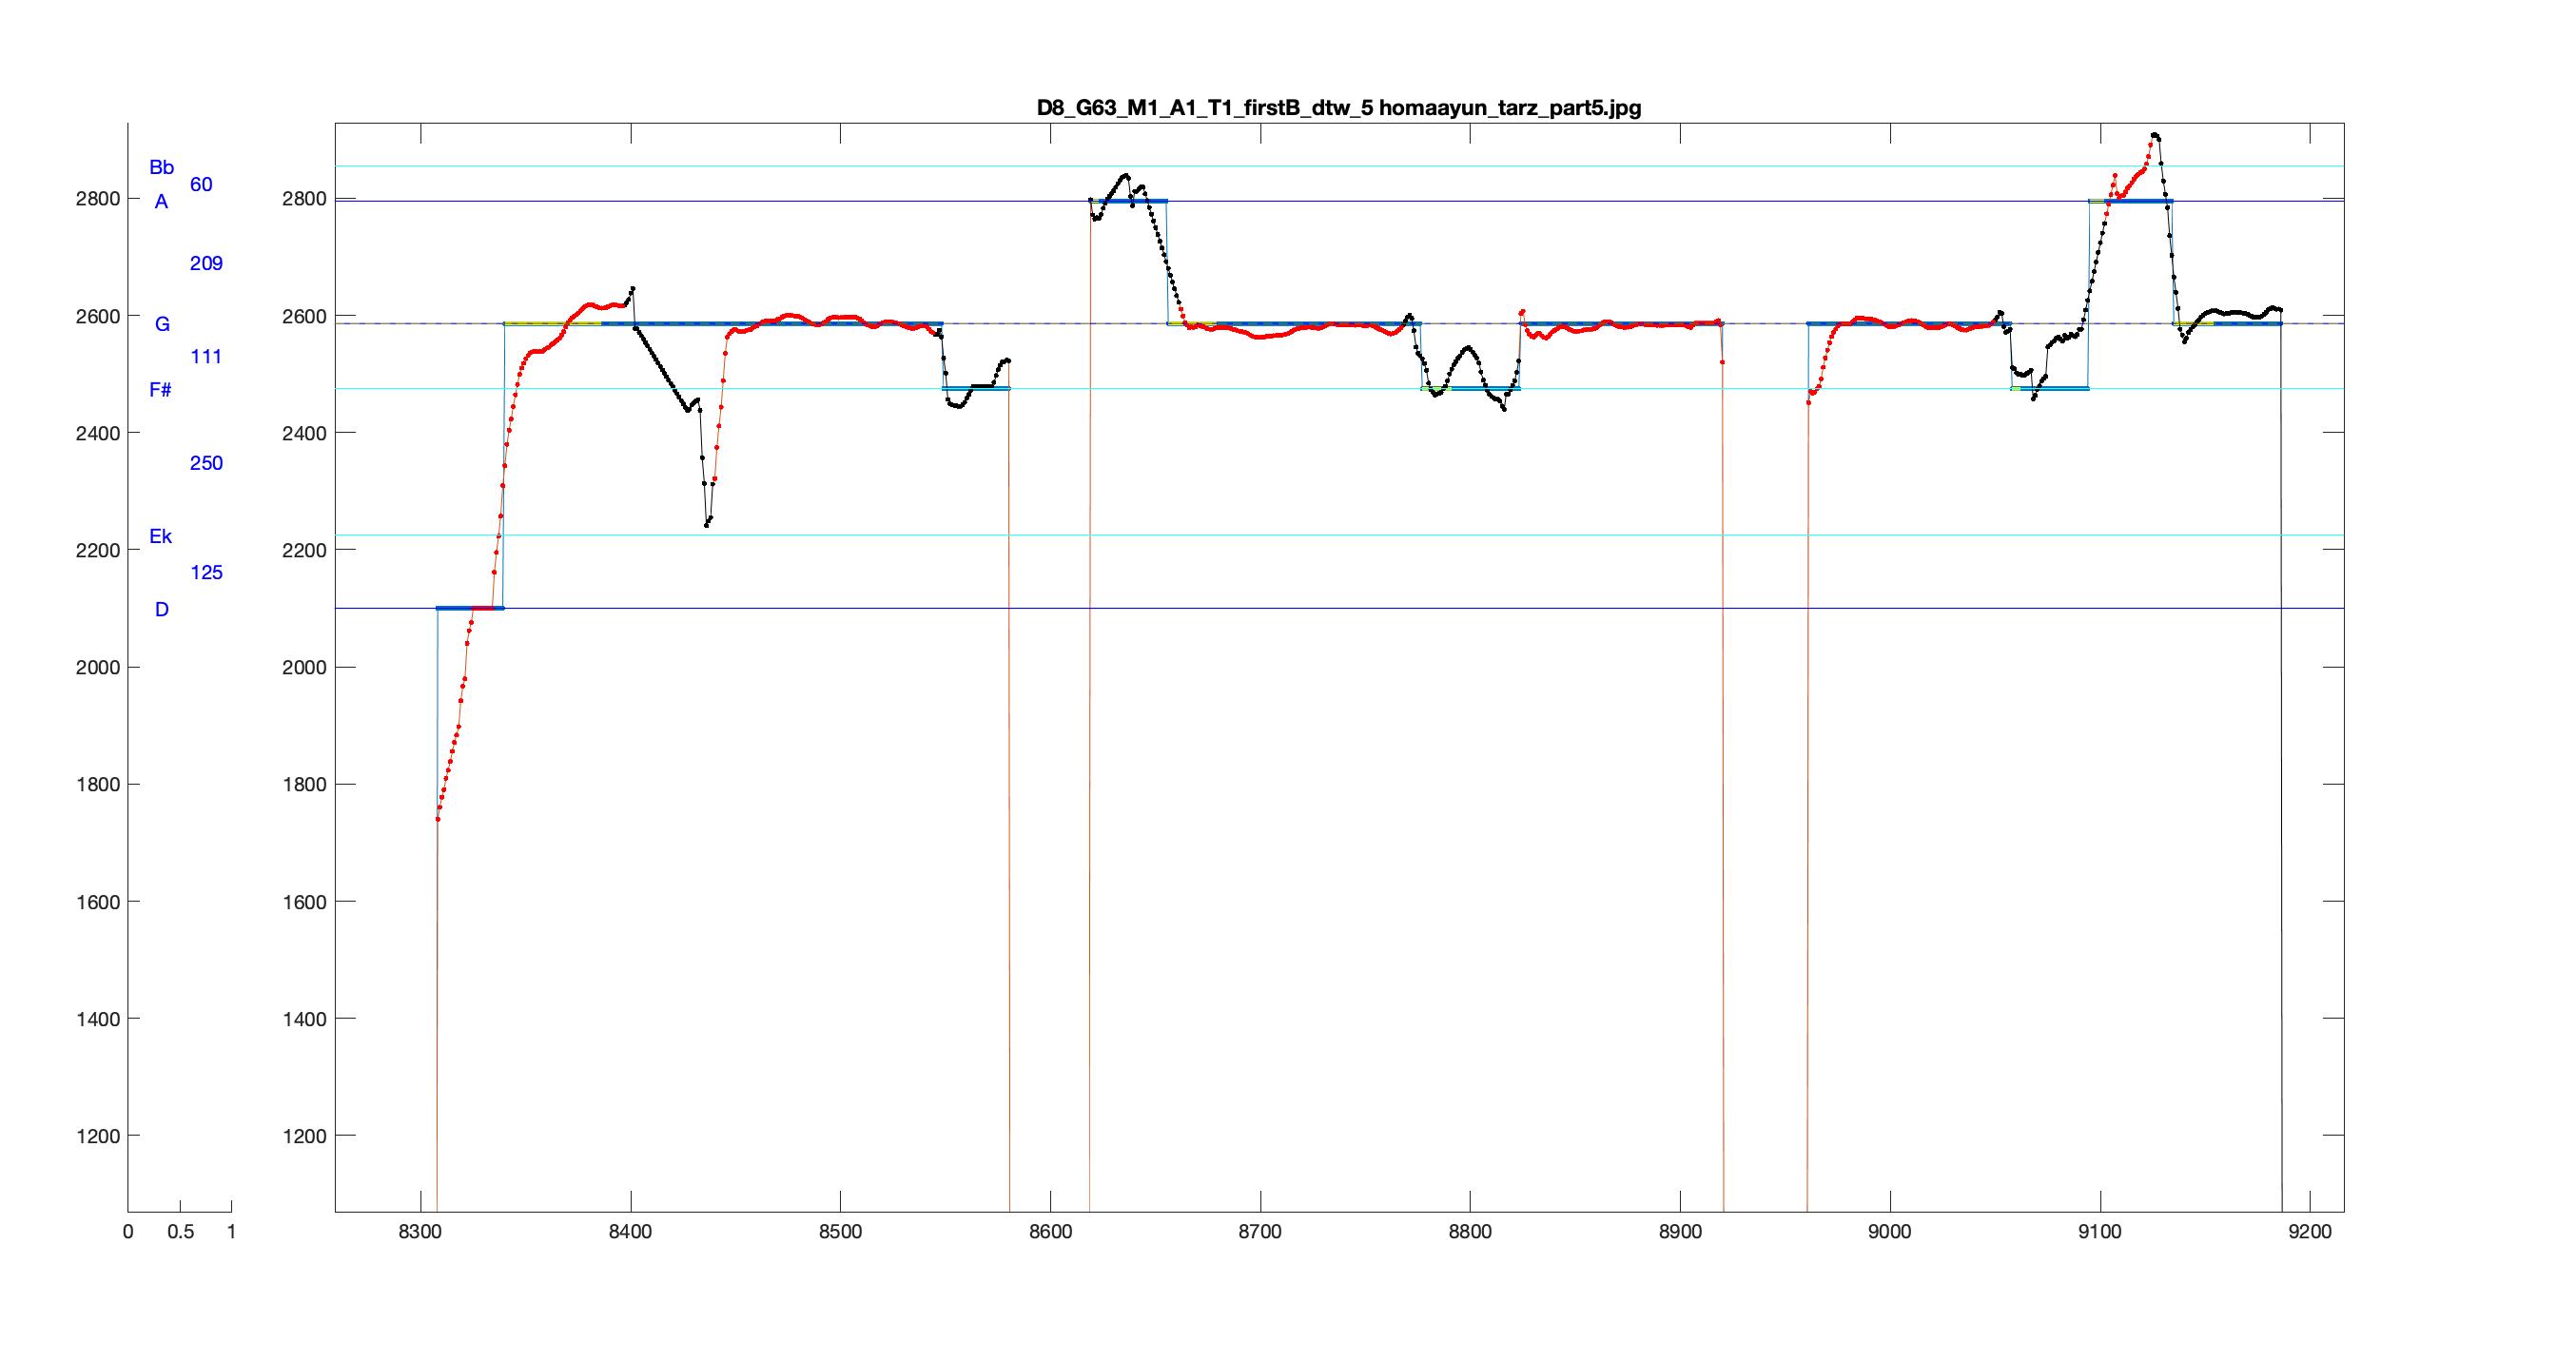 D8_G63_M1_A1_T1_firstB_dtw_5 homaayun_tarz_part5.jpg
Bb
60
2800 A 2800
209
2600 G 2600
111
F#
2400 2400
250
Ek
2200 2200
125
D
2000 2000
1800 1800
1600 1600
1400 1400
1200 1200
0 0.5 1 8300 8400 8500 8600 8700 8800 8900 9000 9100 9200